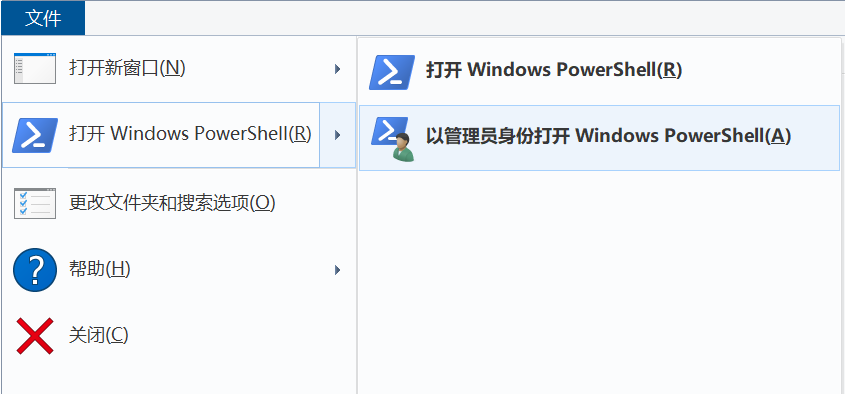 文件
打开新窗口(N)
打开 Windows PowerShell(R)
更改文件夹和搜索选项(O)
帮助(H)
关闭(C)
打开 Windows PowerShell(R)
以管理员身份打开 Windows PowerShell(A)